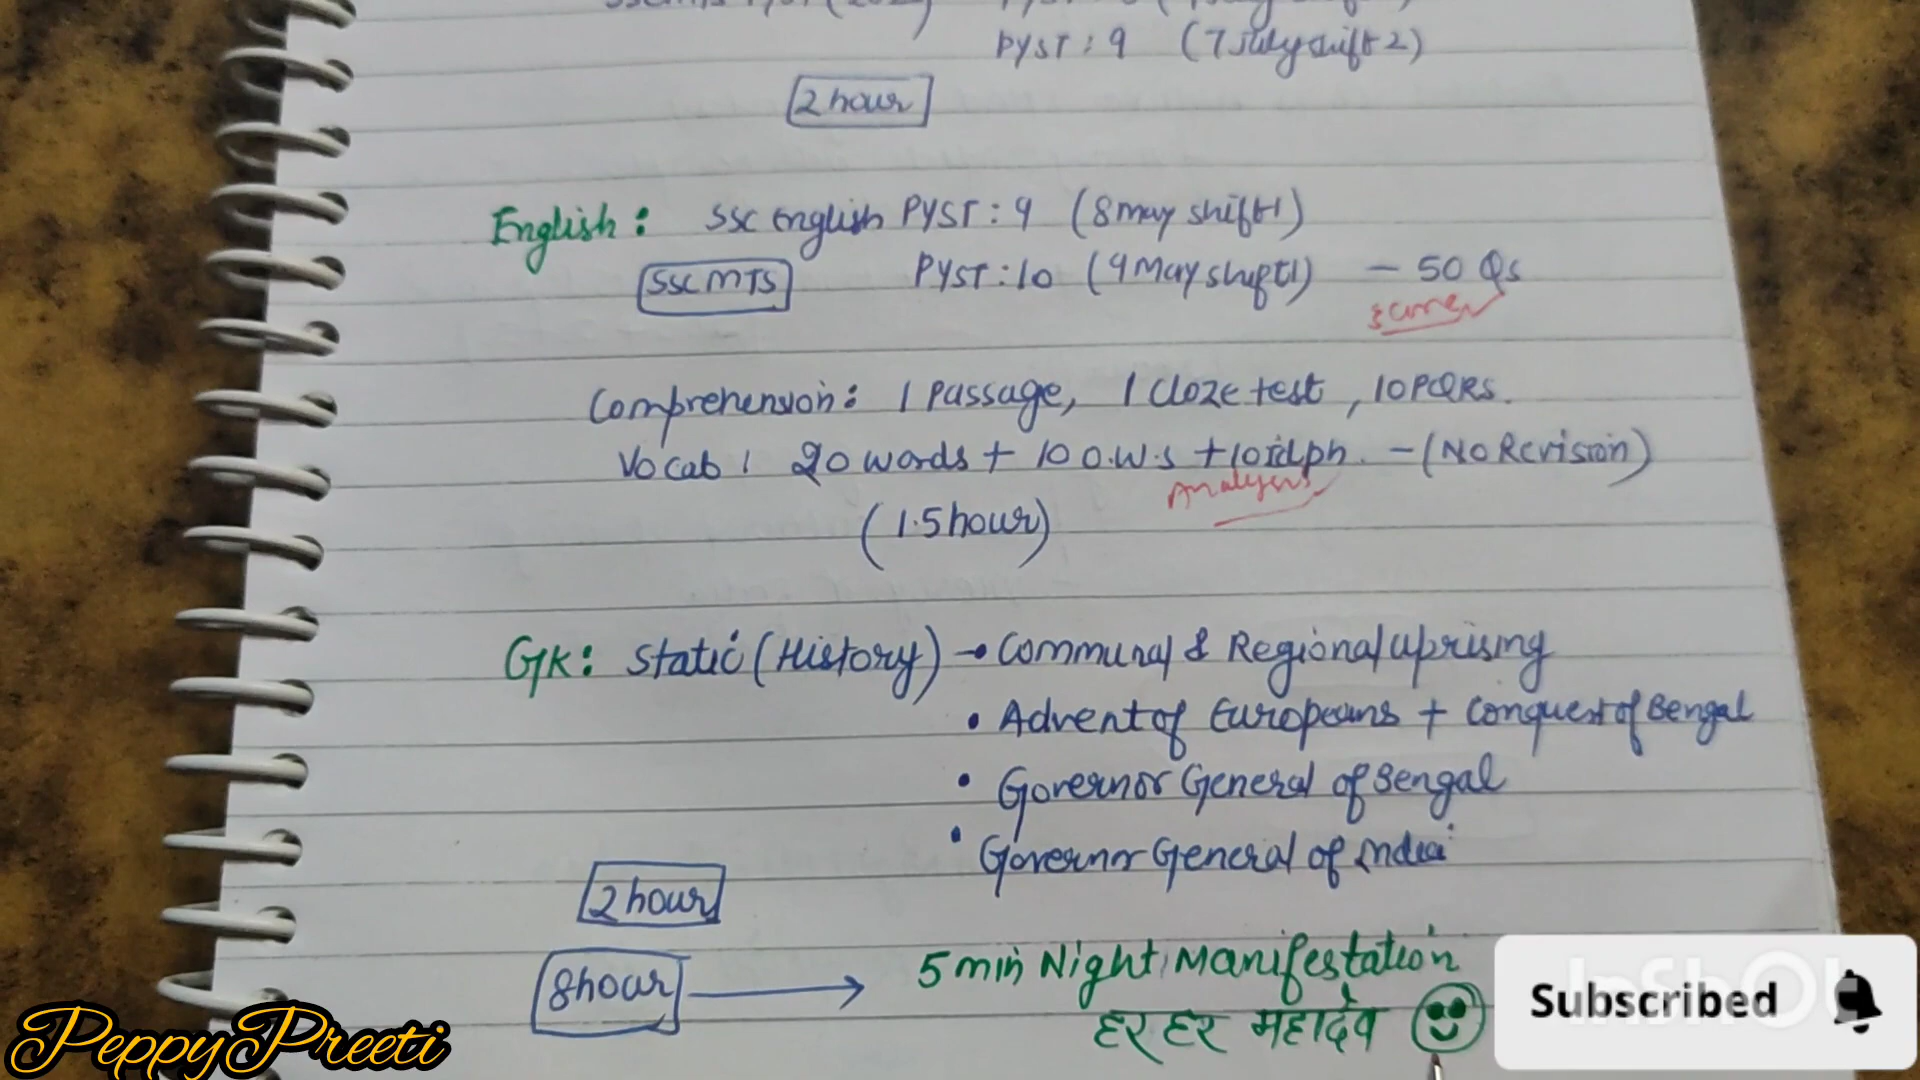 PYST : 9 (7 July shift 2)
2 hour
English : SSC English PYST : 9 (8 may shift 1)
SSC MTS PYST : 10 (9 May shift 1) - 50 Qs
Score
Comprehension : 1 Passage, 1 Cloze test, 10 PQRS.
Vocab : 20 words + 10 O.W.S + 10 idph. - (No Revision)
Analysis
(1.5 hour)
GK : Static (History) → Communal & Regional uprising
• Advent of Europeans + Conquest of Bengal
• Governor General of Bengal
• Governor General of India
2 hour
8 hour → 5 min Night Manifestation
हर हर महादेव
Subscribed
InShOt
PeppyPreeti